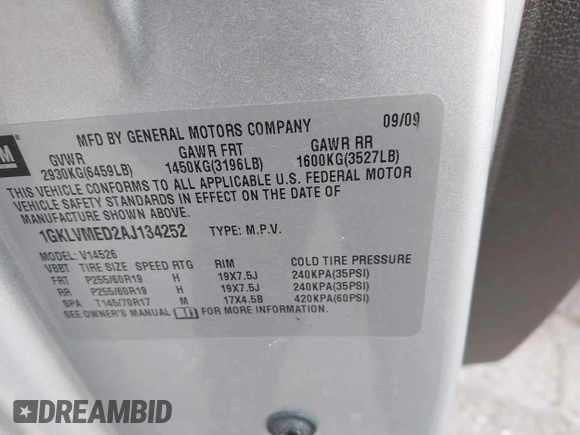 09/09
MFD BY GENERAL MOTORS COMPANY
GM
GVWR GAWR FRT GAWR RR
2930KG(6459LB) 1450KG(3196LB) 1600KG(3527LB)
THIS VEHICLE CONFORMS TO ALL APPLICABLE U.S. FEDERAL MOTOR
VEHICLE SAFETY STANDARDS IN EFFECT ON THE DATE OF
MANUFACTURE SHOWN ABOVE.
1GKLVMED2AJ134252 TYPE: M.P.V.
MODEL: V14526
VBBT TIRE SIZE SPEED RTG RIM COLD TIRE PRESSURE
FRT P255/60R19 H 19X7.5J 240KPA(35PSI)
RR P255/60R19 H 19X7.5J 240KPA(35PSI)
SPA T145/70R17 M 17X4.5B 420KPA(60PSI)
SEE OWNER'S MANUAL FOR MORE INFORMATION.
DREAMBID